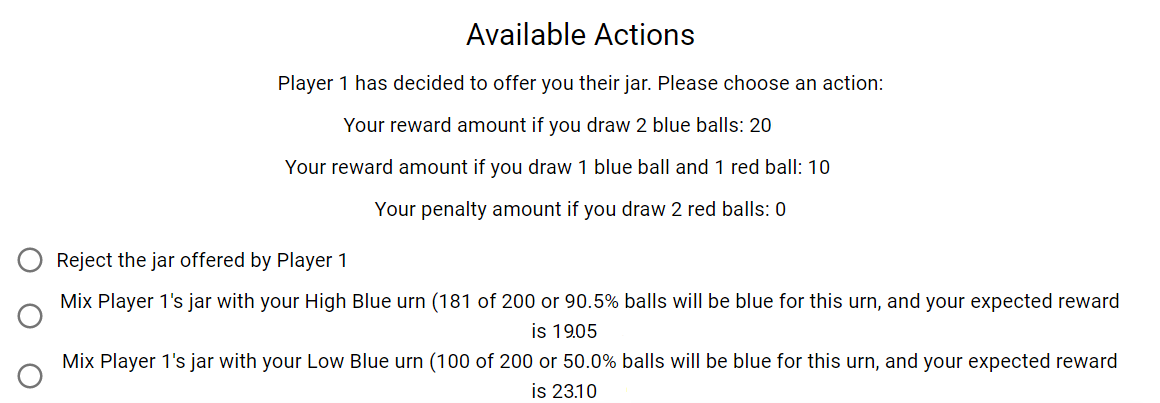 Available Actions
Player 1 has decided to offer you their jar. Please choose an action:
Your reward amount if you draw 2 blue balls: 20
Your reward amount if you draw 1 blue ball and 1 red ball: 10
Your penalty amount if you draw 2 red balls: 0
Reject the jar offered by Player 1
Mix Player 1's jar with your High Blue urn (181 of 200 or 90.5% balls will be blue for this urn, and your expected reward
is 19.05
Mix Player 1's jar with your Low Blue urn (100 of 200 or 50.0% balls will be blue for this urn, and your expected reward
is 23.10